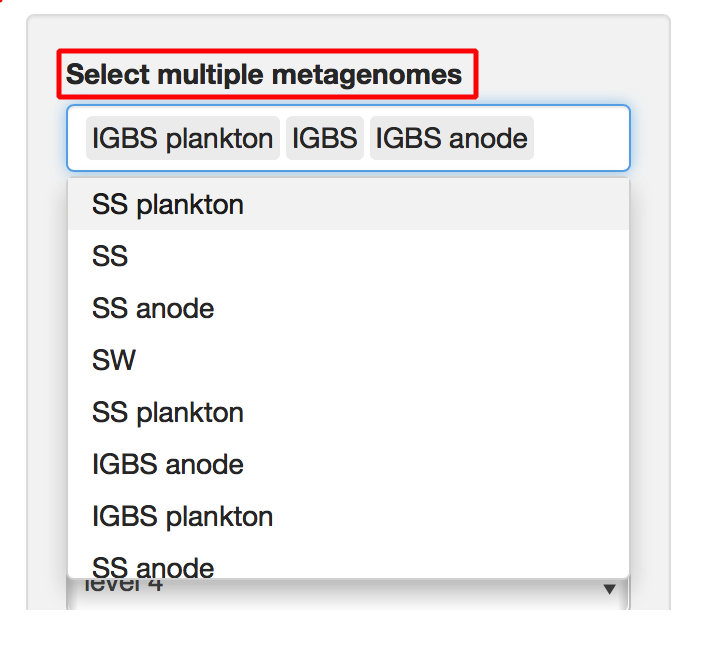 Select multiple metagenomes
IGBS plankton IGBS IGBS anode
SS plankton
SS
SS anode
SW
SS plankton
IGBS anode
IGBS plankton
SS anode
level 4